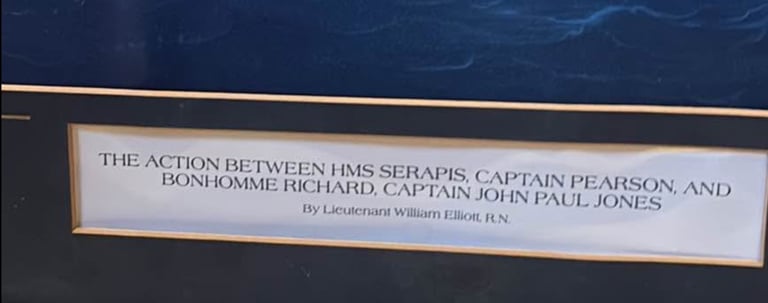 THE ACTION BETWEEN HMS SERAPIS, CAPTAIN PEARSON, AND
BONHOMME RICHARD, CAPTAIN JOHN PAUL JONES
By Lieutenant William Elliott, R.N.